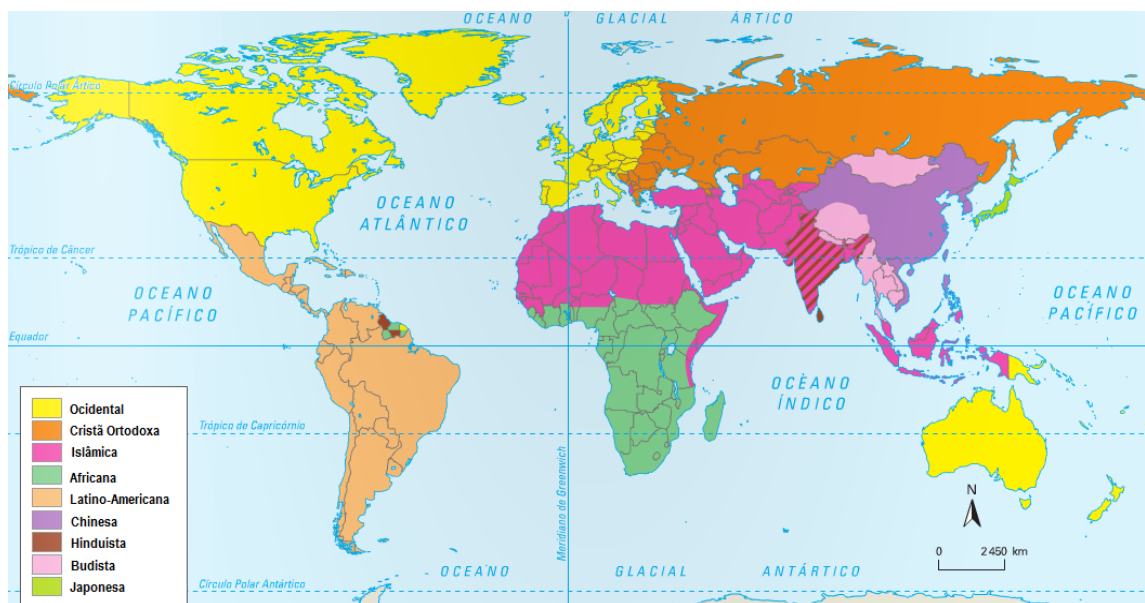 OCEANO GLACIAL ÁRTICO
0°
Círculo Polar Ártico
OCEANO
ATLÂNTICO
Trópico de Câncer
OCEANO
PACÍFICO
OCEANO
PACÍFICO
Equador
OCEANO
ÍNDICO
Trópico de Capricórnio
Meridiano de Greenwich
Ocidental
Cristã Ortodoxa
Islâmica
Africana
Latino-Americana
Chinesa
Hinduista
Budista
Japonesa
N
0 2 450 km
OCEANO GLACIAL ANTÁRTICO
Círculo Polar Antártico